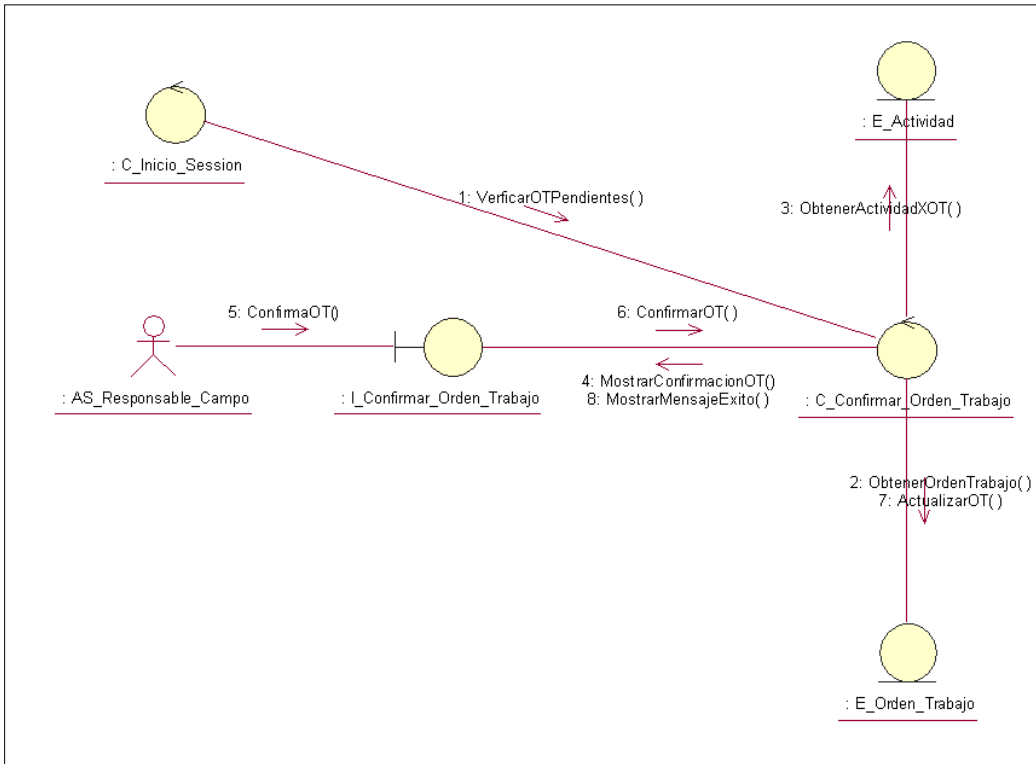 : E_Actividad
: C_Inicio_Session
1: VerficarOTPendientes( )
3: ObtenerActividadXOT( )
5: ConfirmaOT()
6: ConfirmarOT( )
4: MostrarConfirmacionOT()
8: MostrarMensajeExito( )
: AS_Responsable_Campo
: I_Confirmar_Orden_Trabajo
: C_Confirmar_Orden_Trabajo
2: ObtenerOrdenTrabajo( )
7: ActualizarOT( )
: E_Orden_Trabajo